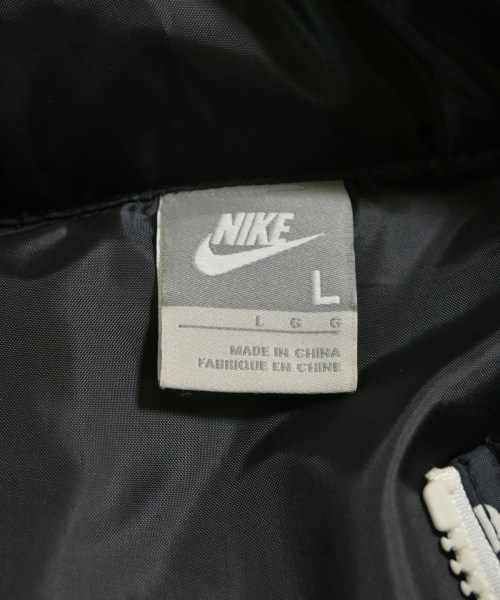 NIKE
L
L G G
MADE IN CHINA
FABRIQUE EN CHINE